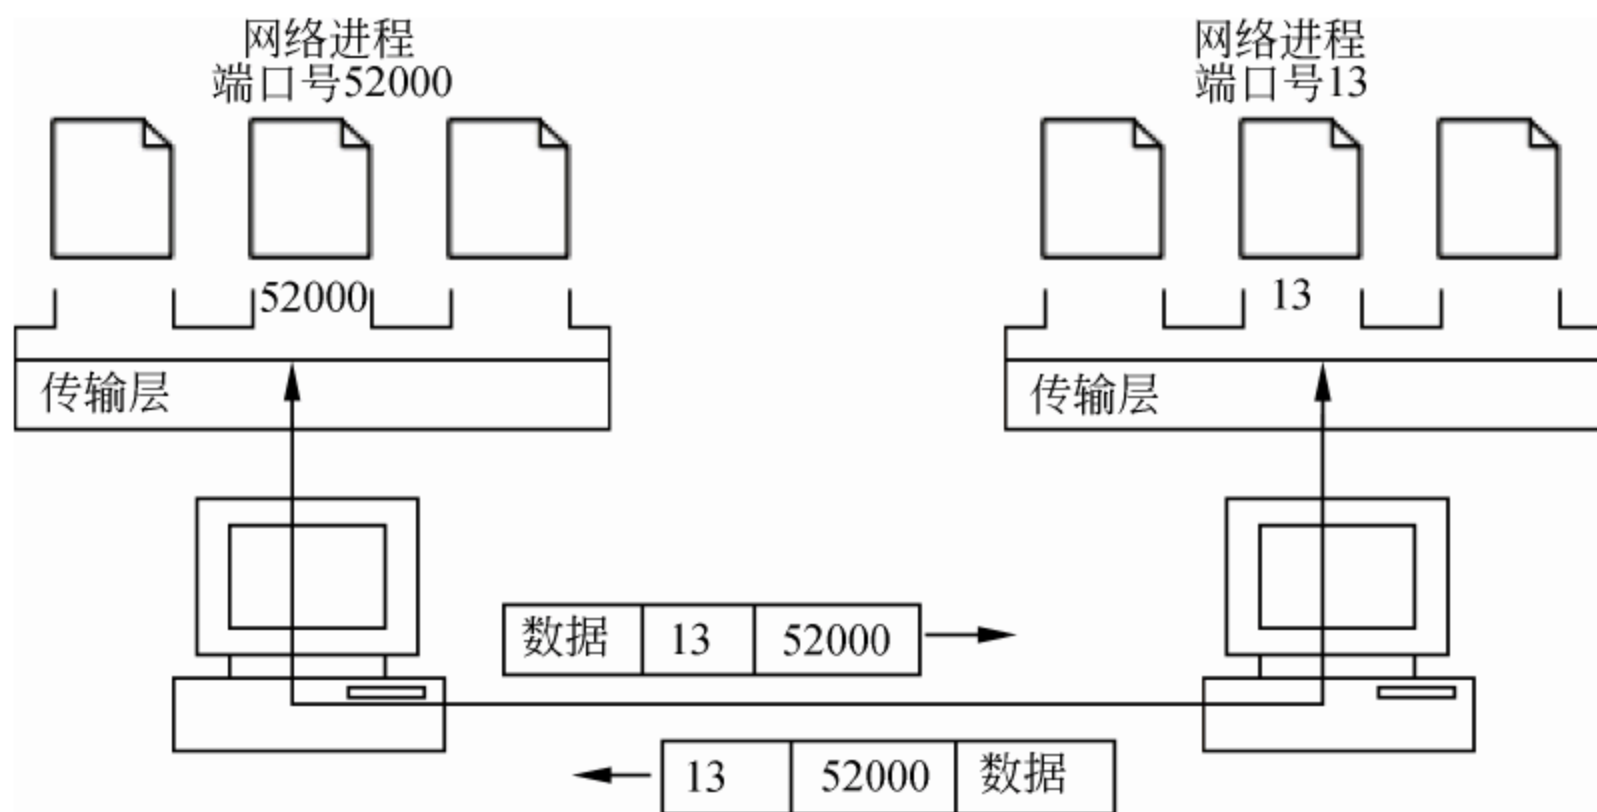 网络进程
端口号52000
网络进程
端口号13
52000
13
传输层
传输层
数据 13 52000
13 52000 数据